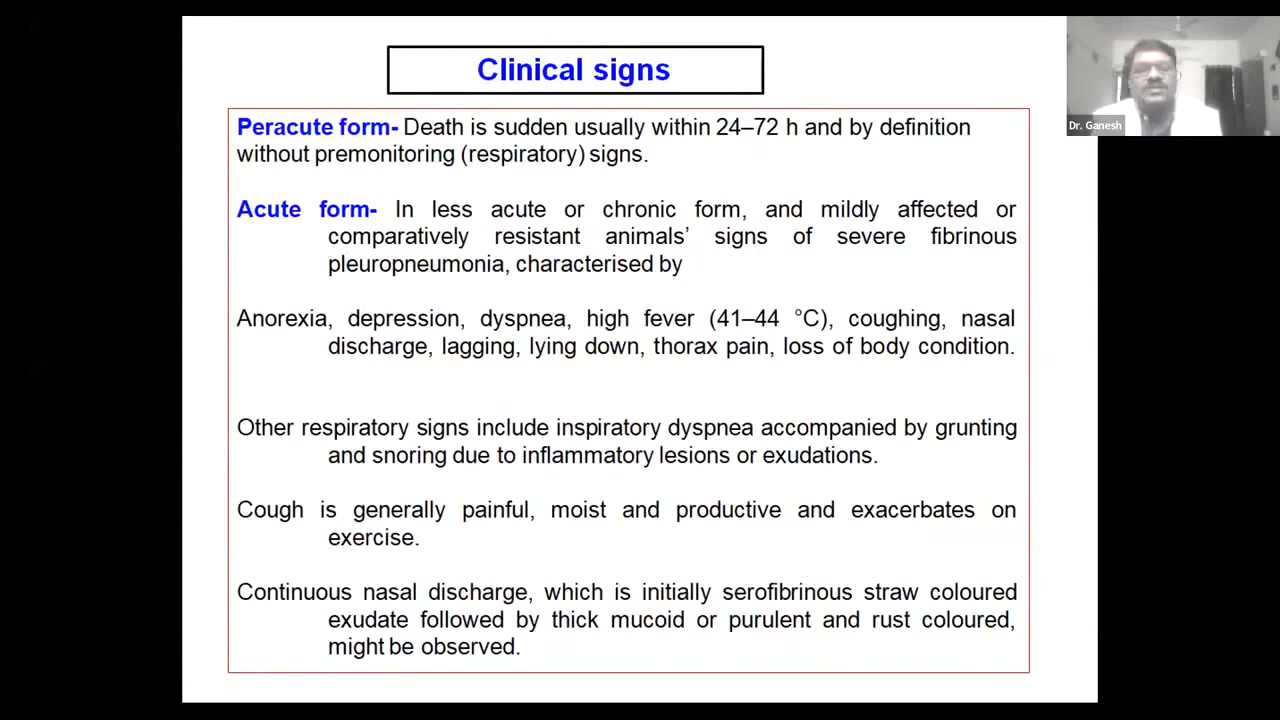 Clinical signs
Dr. Ganesh
Peracute form- Death is sudden usually within 24–72 h and by definition
without premonitoring (respiratory) signs.
Acute form- In less acute or chronic form, and mildly affected or
comparatively resistant animals’ signs of severe fibrinous
pleuropneumonia, characterised by
Anorexia, depression, dyspnea, high fever (41–44 °C), coughing, nasal
discharge, lagging, lying down, thorax pain, loss of body condition.
Other respiratory signs include inspiratory dyspnea accompanied by grunting
and snoring due to inflammatory lesions or exudations.
Cough is generally painful, moist and productive and exacerbates on
exercise.
Continuous nasal discharge, which is initially serofibrinous straw coloured
exudate followed by thick mucoid or purulent and rust coloured,
might be observed.